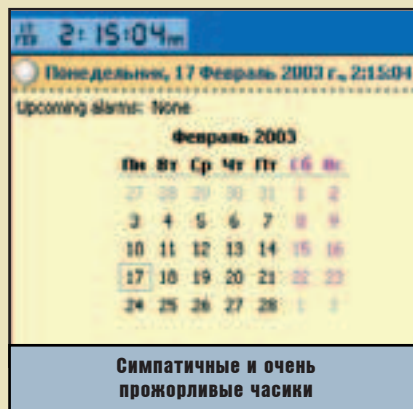 17
FEB 2:15:04
Понедельник, 17 Февраль 2003 г., 2:15:04
Upcoming alarms: None
Февраль 2003
Пн Вт Ср Чт Пт Сб Вс
27 28 29 30 31 1 2
3 4 5 6 7 8 9
10 11 12 13 14 15 16
17 18 19 20 21 22 23
24 25 26 27 28 1 2
Симпатичные и очень
прожорливые часики